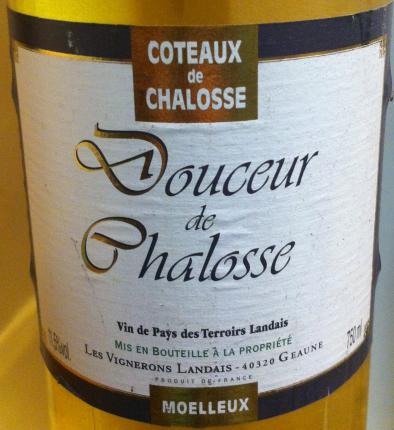 COTEAUX
de
CHALOSSE
Douceur
de
Chalosse
Vin de Pays des Terroirs Landais
MIS EN BOUTEILLE À LA PROPRIÉTÉ
750 ml
LES VIGNERONS LANDAIS - 40320 GEAUNE
PRODUIT DE FRANCE
MOELLEUX